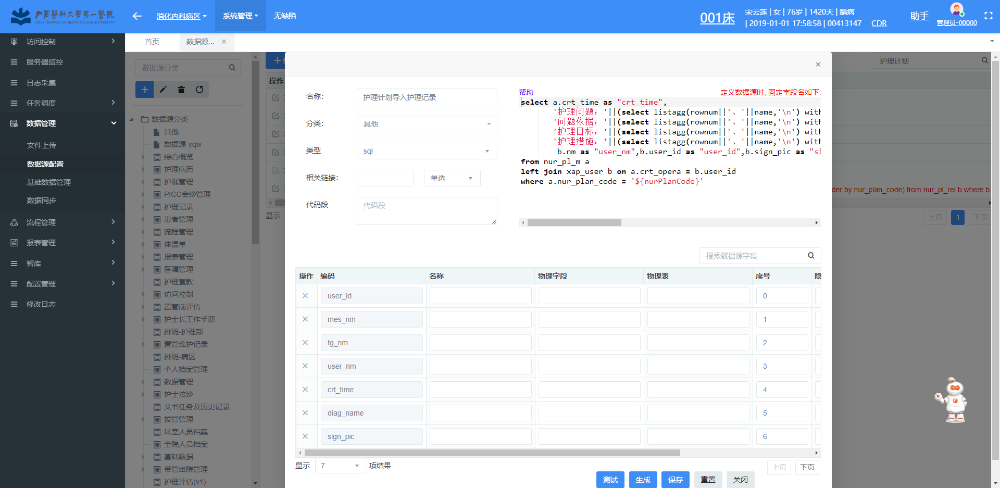 山西醫科大學第一醫院
FIRST HOSPITAL OF SHANXI MEDICAL UNIVERSITY
消化内科病区
系统管理
无缺陷
001床
宋云莲 | 女 | 76岁 | 1420天 | 龋病
| 2019-01-01 17:58:58 | 00413147
CDR
助手
管理员-00000
访问控制
服务器监控
日志采集
任务调度
数据管理
文件上传
数据源配置
基础数据管理
数据同步
流程管理
报表管理
智库
配置管理
修改日志
首页
数据源...
数据源分类
数据源分类
其他
数据源-yqw
综合概览
护理病历
护嘱管理
PICC会诊管理
护理记录
患者管理
流程管理
体温单
报表管理
医嘱管理
护理宣教
访问控制
置管前评估
护士长工作手册
排班-护理部
置管维护记录
排班-病区
个人档案管理
数据管理
护士接诊
文书任务及历史记录
拔管管理
科室人员档案
全院人员档案
基础数据
带管出院管理
护理评估(v1)
操作
显示
护理计划
der by nur_plan_code) from nur_pl_rel b where b.
上页
1
下页
名称:
护理计划导入护理记录
分类:
其他
类型
sql
相关链接:
单选
代码段
代码段
帮助
定义数据源时, 固定字段名如下:
select a.crt_time as "crt_time",
'护理问题: '||(select listagg(rownum||'、'||name,'\n') with
'问题依据: '||(select listagg(rownum||'、'||name,'\n') with
'护理目标: '||(select listagg(rownum||'、'||name,'\n') with
'护理措施: '||(select listagg(rownum||'、'||name,'\n') with
b.nm as "user_nm",b.user_id as "user_id",b.sign_pic as "si
from nur_pl_m a
left join xap_user b on a.crt_opera = b.user_id
where a.nur_plan_code = '${nurPlanCode}'
搜索数据源字段...
操作 编码 名称 物理字段 物理表 序号 隐
user_id 0
mes_nm 1
tg_nm 2
user_nm 3
crt_time 4
diag_name 5
sign_pic 6
显示 7 项结果
上页 下页
测试 生成 保存 重置 关闭